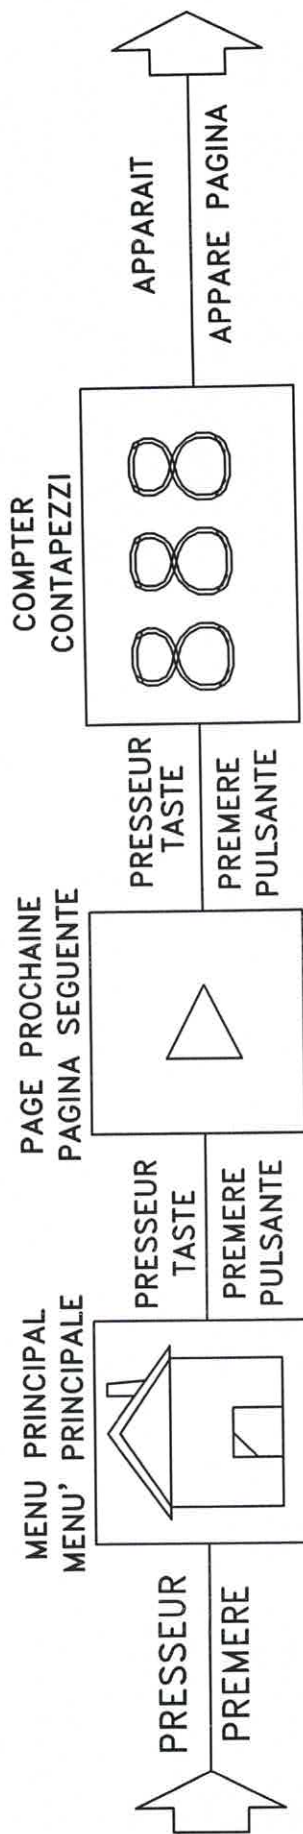 PRESSEUR
PREMERE
MENU PRINCIPAL
MENU' PRINCIPALE
PRESSEUR
TASTE
PREMERE
PULSANTE
PAGE PROCHAINE
PAGINA SEGUENTE
PRESSEUR
TASTE
PREMERE
PULSANTE
COMPTER
CONTAPEZZI
888
APPARAIT
APPARE PAGINA